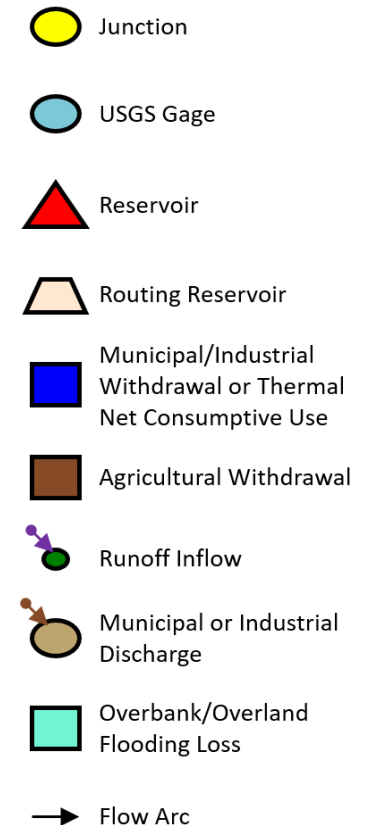 Junction
USGS Gage
Reservoir
Routing Reservoir
Municipal/Industrial
Withdrawal or Thermal
Net Consumptive Use
Agricultural Withdrawal
Runoff Inflow
Municipal or Industrial
Discharge
Overbank/Overland
Flooding Loss
Flow Arc